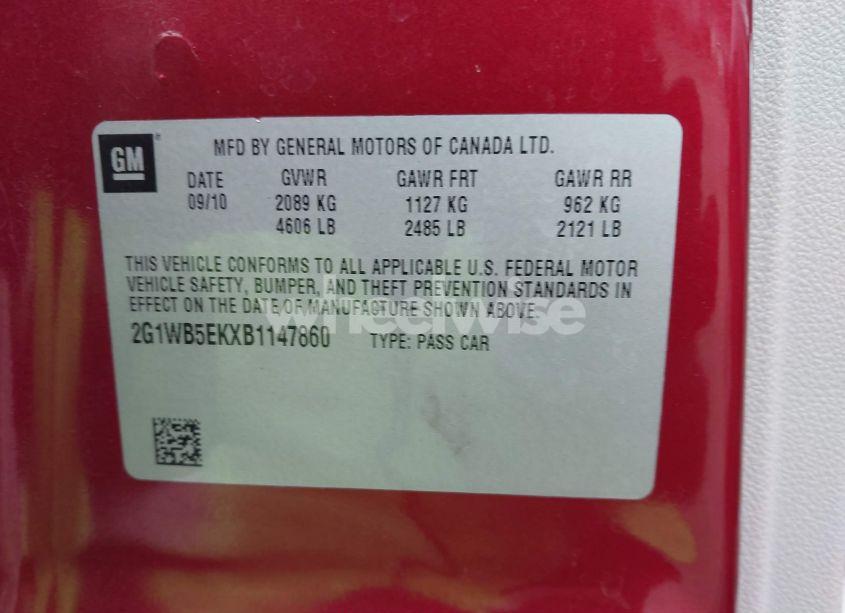 GM
MFD BY GENERAL MOTORS OF CANADA LTD.
DATE GVWR GAWR FRT GAWR RR
09/10 2089 KG 1127 KG 962 KG
4606 LB 2485 LB 2121 LB
THIS VEHICLE CONFORMS TO ALL APPLICABLE U.S. FEDERAL MOTOR
VEHICLE SAFETY, BUMPER, AND THEFT PREVENTION STANDARDS IN
EFFECT ON THE DATE OF MANUFACTURE SHOWN ABOVE.
2G1WB5EKXB1147860 TYPE: PASS CAR